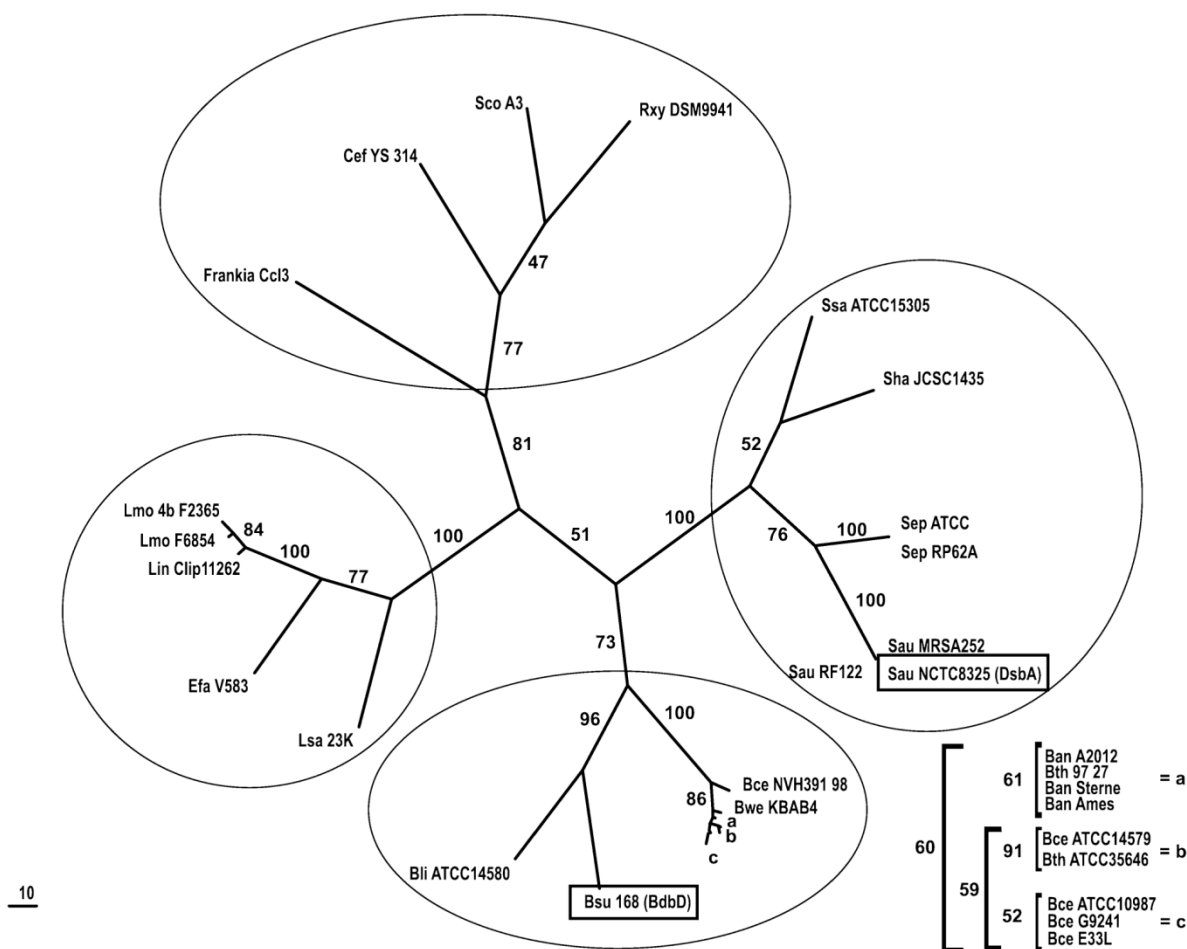 Sco A3
Rxy DSM9941
Cef YS 314
47
Frankia CcI3
77
Ssa ATCC15305
Sha JCSC1435
81
52
Lmo 4b F2365
84
Lmo F6854
100
Lin Clip11262
77
100
51
100
76
100
Sep ATCC
Sep RP62A
100
73
Efa V583
Sau MRSA252
Sau RF122
Sau NCTC8325 (DsbA)
Lsa 23K
96
100
Bce NVH391 98
86
Bwe KBAB4
a
b
c
Bli ATCC14580
Bsu 168 (BdbD)
10
60
61
Ban A2012
Bth 97 27
Ban Sterne
Ban Ames
= a
59
91
Bce ATCC14579
Bth ATCC35646
= b
52
Bce ATCC10987
Bce G9241
Bce E33L
= c